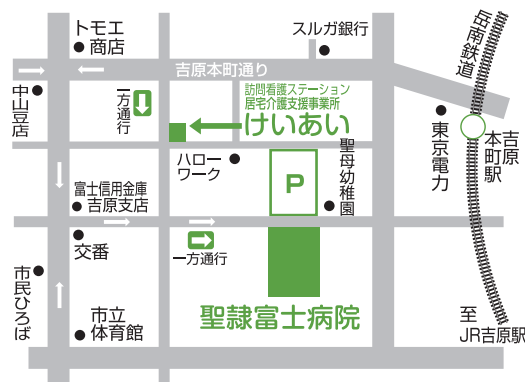 トモエ
商店
スルガ銀行
岳南鉄道
吉原本町通り
中山豆店
一方通行
訪問看護ステーション
居宅介護支援事業所
けいあい
東京電力
吉原
本町駅
ハロー
ワーク
聖母幼稚園
P
富士信用金庫
吉原支店
交番
一方通行
市民ひろば
市立
体育館
聖隷富士病院
至
JR吉原駅